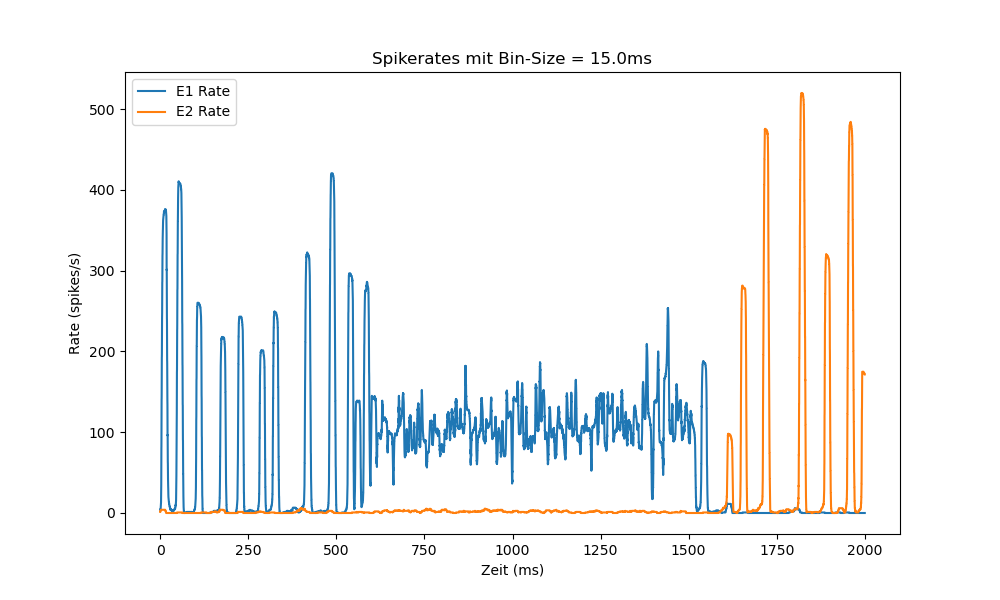 Spikerates mit Bin-Size = 15.0ms
E1 Rate
E2 Rate
500
400
300
200
100
0
Rate (spikes/s)
0 250 500 750 1000 1250 1500 1750 2000
Zeit (ms)